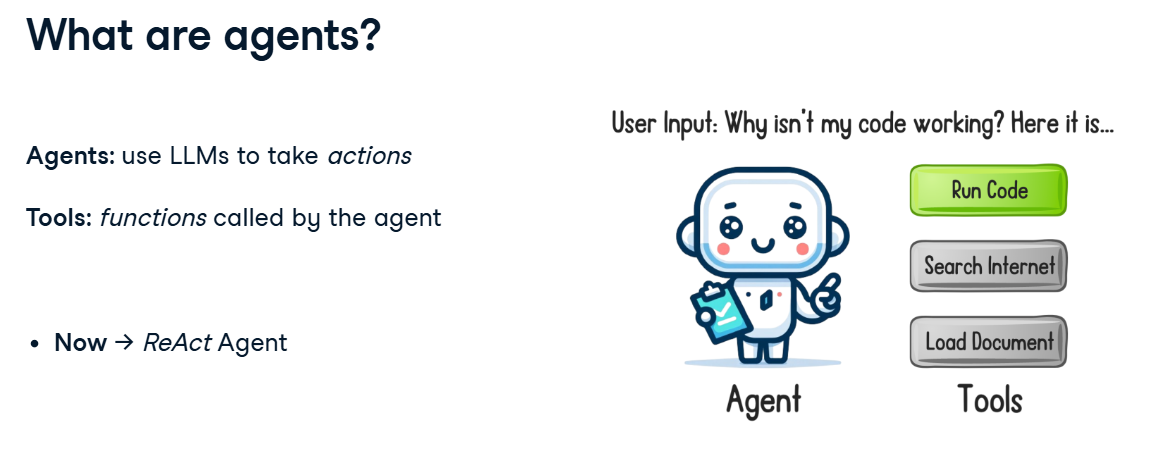 What are agents?
User Input: Why isn't my code working? Here it is...
Agents: use LLMs to take actions
Tools: functions called by the agent
• Now → ReAct Agent
Run Code
Search Internet
Load Document
Agent
Tools